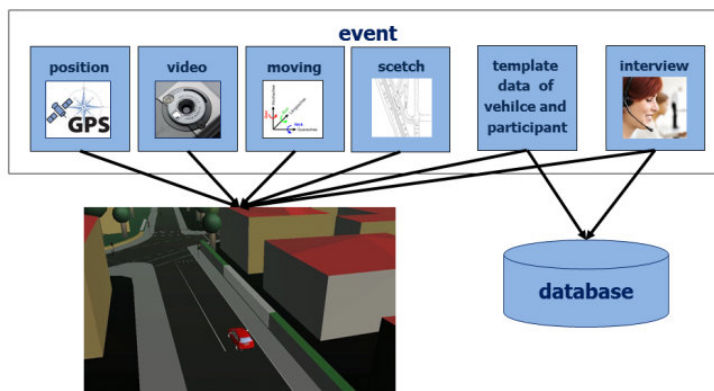 event
position
video
moving
scetch
template
data of
vehilce and
participant
interview
GPS
database